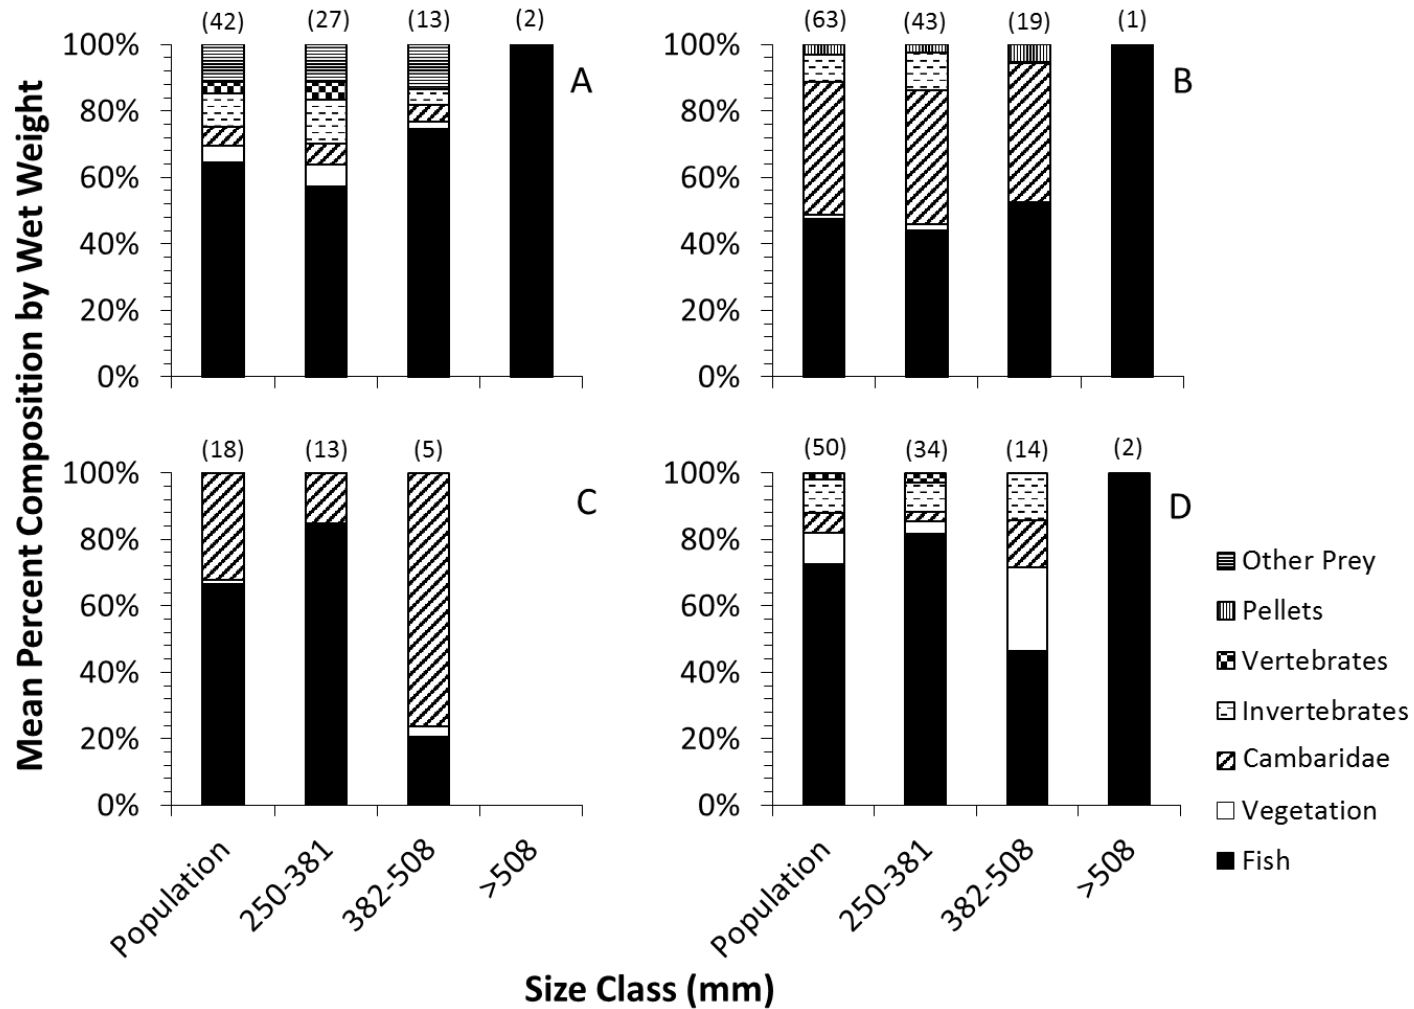 Mean Percent Composition by Wet Weight
(42) (27) (13) (2)
100%
80%
60%
40%
20%
0%
A
(63) (43) (19) (1)
100%
80%
60%
40%
20%
0%
B
(18) (13) (5)
100%
80%
60%
40%
20%
0%
C
Population 250-381 382-508 >508
(50) (34) (14) (2)
100%
80%
60%
40%
20%
0%
D
Population 250-381 382-508 >508
Other Prey
Pellets
Vertebrates
Invertebrates
Cambaridae
Vegetation
Fish
Size Class (mm)